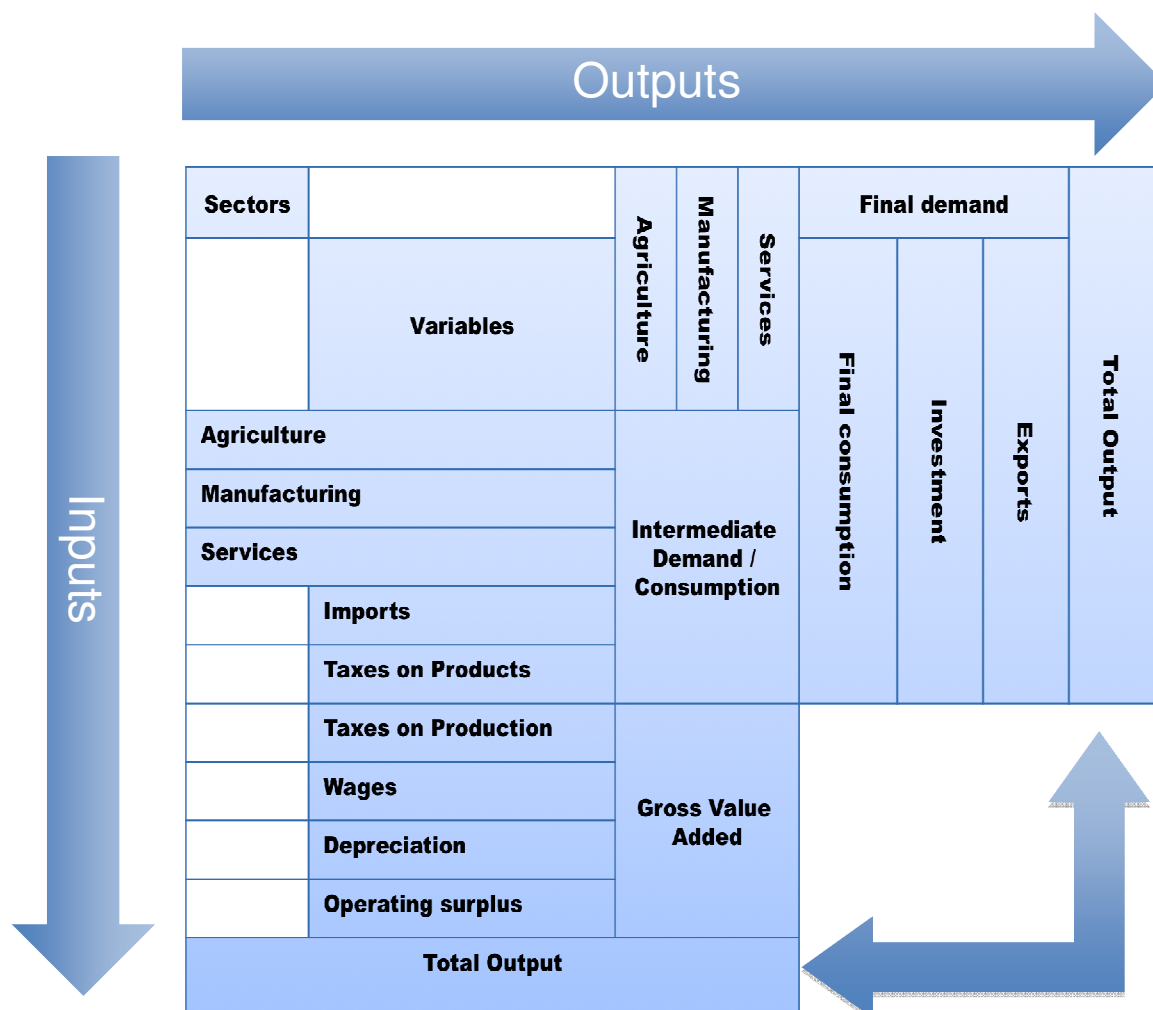 Outputs
Inputs
Sectors
Variables
Agriculture
Manufacturing
Services
Final demand
Final consumption
Investment
Exports
Total Output
Agriculture
Manufacturing
Services
Imports
Taxes on Products
Intermediate
Demand /
Consumption
Taxes on Production
Wages
Depreciation
Operating surplus
Gross Value
Added
Total Output